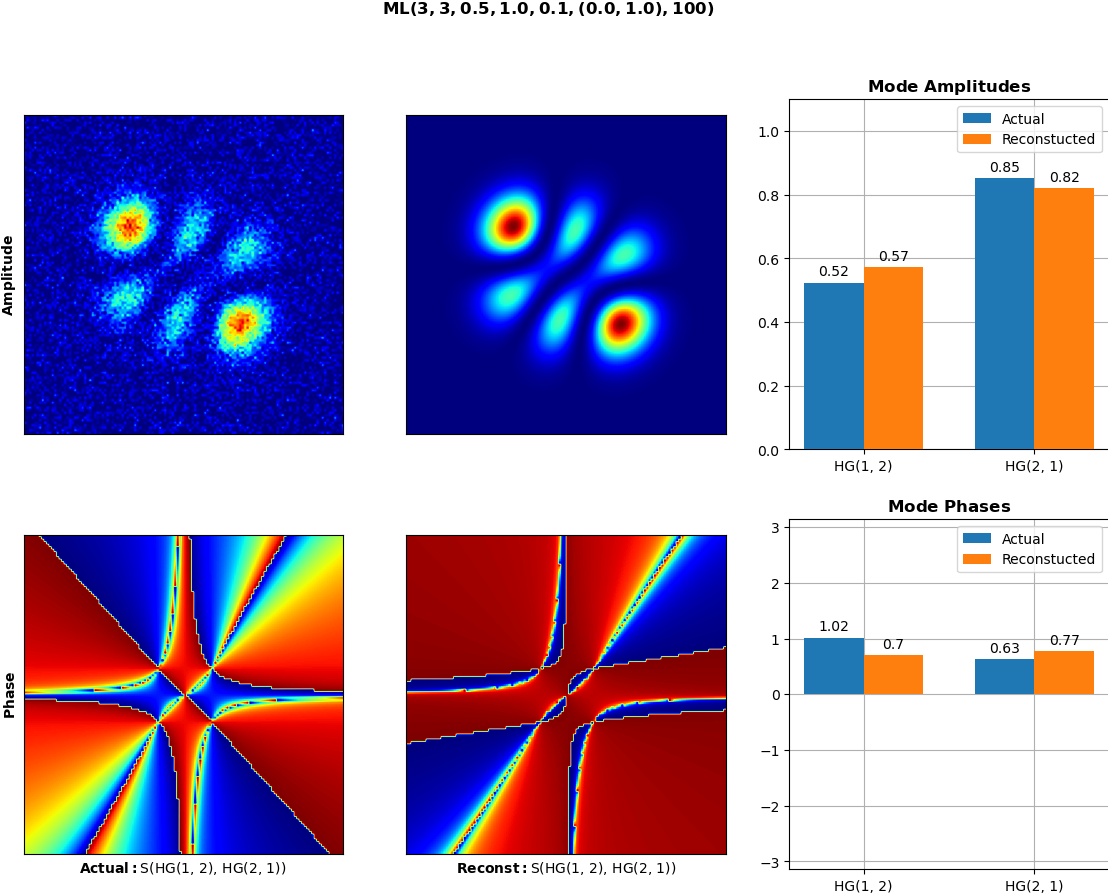 ML(3, 3, 0.5, 1.0, 0.1, (0.0, 1.0), 100)
Amplitude
Mode Amplitudes
Actual
Reconstucted
0.52
0.57
0.85
0.82
1.0
0.8
0.6
0.4
0.2
0.0
HG(1, 2)
HG(2, 1)
Phase
Actual: S(HG(1, 2), HG(2, 1))
Reconst: S(HG(1, 2), HG(2, 1))
Mode Phases
Actual
Reconstucted
1.02
0.7
0.63
0.77
3
2
1
0
−1
−2
−3
HG(1, 2)
HG(2, 1)